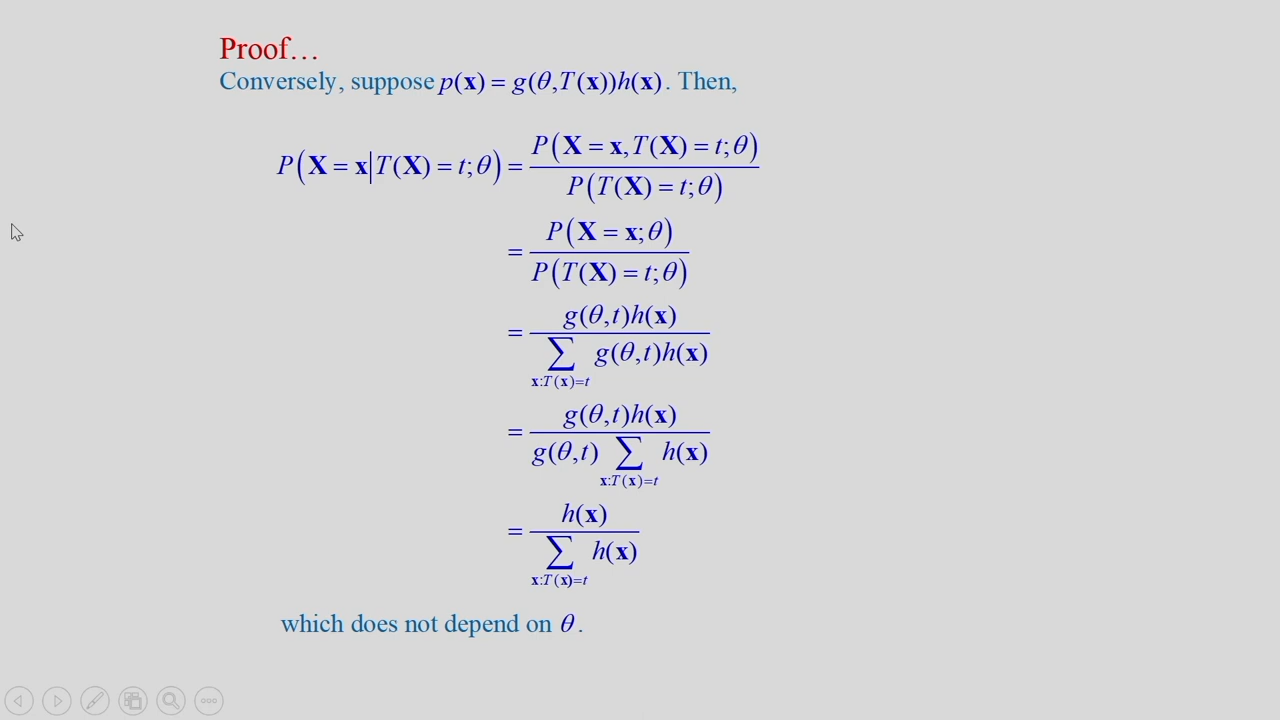 Proof…
Conversely, suppose p(x) = g(θ,T(x))h(x). Then,
P(X = x|T(X) = t;θ) = P(X = x,T(X) = t;θ) / P(T(X) = t;θ)
= P(X = x;θ) / P(T(X) = t;θ)
= g(θ,t)h(x) / ∑_{x:T(x)=t} g(θ,t)h(x)
= g(θ,t)h(x) / g(θ,t) ∑_{x:T(x)=t} h(x)
= h(x) / ∑_{x:T(x)=t} h(x)
which does not depend on θ.